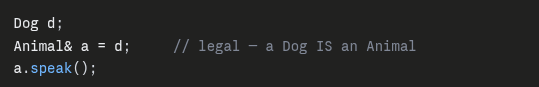 Dog d;
Animal& a = d;     // legal — a Dog IS an Animal
a.speak();